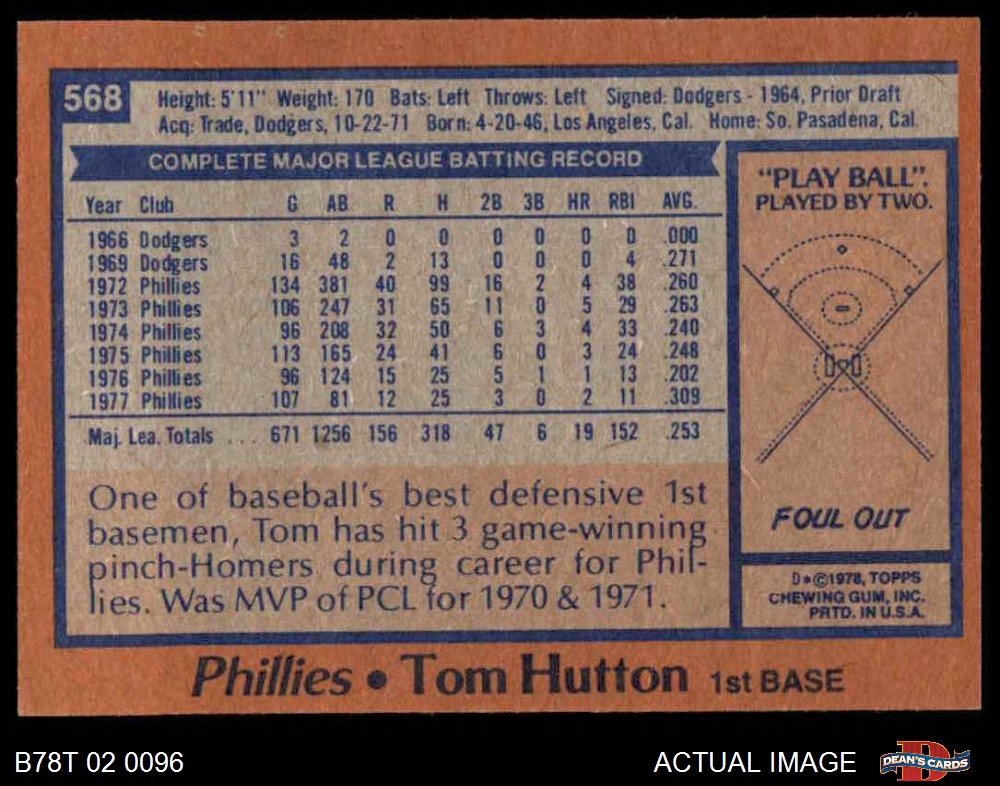 568
Height: 5'11" Weight: 170 Bats: Left Throws: Left Signed: Dodgers - 1964, Prior Draft
Acq: Trade, Dodgers, 10-22-71 Born: 4-20-46, Los Angeles, Cal. Home: So. Pasadena, Cal.
COMPLETE MAJOR LEAGUE BATTING RECORD
Year Club G AB R H 2B 3B HR RBI AVG.
1966 Dodgers 3 2 0 0 0 0 0 0 .000
1969 Dodgers 16 48 2 13 0 0 0 4 .271
1972 Phillies 134 381 40 99 16 2 4 38 .260
1973 Phillies 106 247 31 65 11 0 5 29 .263
1974 Phillies 96 208 32 50 6 3 4 33 .240
1975 Phillies 113 165 24 41 6 0 3 24 .248
1976 Phillies 96 124 15 25 5 1 1 13 .202
1977 Phillies 107 81 12 25 3 0 2 11 .309
Maj. Lea. Totals ... 671 1256 156 318 47 6 19 152 .253
One of baseball's best defensive 1st
basemen, Tom has hit 3 game-winning
pinch-Homers during career for Phil-
lies. Was MVP of PCL for 1970 & 1971.
"PLAY BALL".
PLAYED BY TWO.
FOUL OUT
D*©1978, TOPPS
CHEWING GUM, INC.
PRTD. IN U.S.A.
Phillies • Tom Hutton 1st BASE
B78T 02 0096
ACTUAL IMAGE
D
DEAN'S CARDS